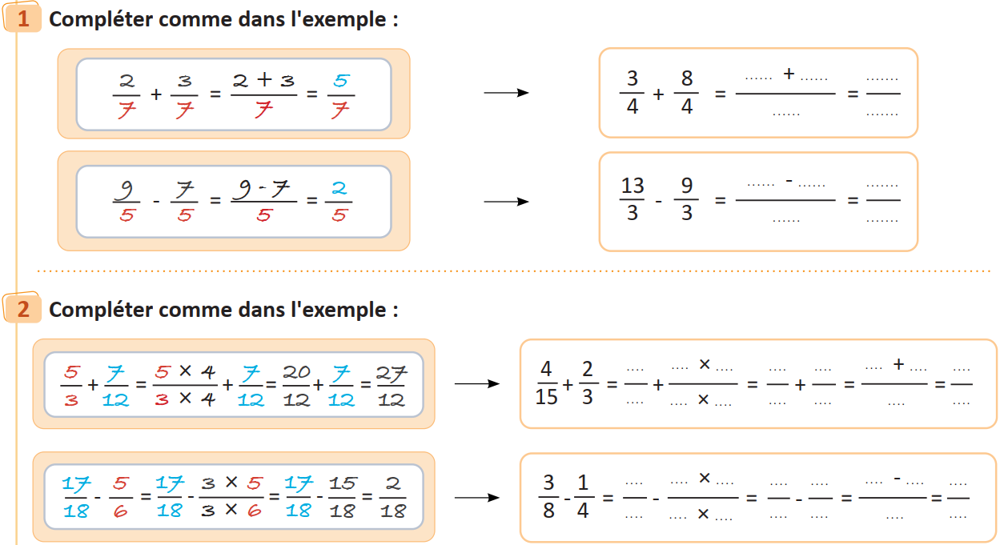 1 Compléter comme dans l'exemple :
2/7 + 3/7 = (2 + 3)/7 = 5/7
3/4 + 8/4 = (...... + ......)/...... = ......./.......
9/5 - 7/5 = (9 - 7)/5 = 2/5
13/3 - 9/3 = (...... - ......)/...... = ......./.......
2 Compléter comme dans l'exemple :
5/3 + 7/12 = (5 × 4)/(3 × 4) + 7/12 = 20/12 + 7/12 = 27/12
4/15 + 2/3 = ..../.... + (.... × ....)/(.... × ....) = ..../.... + ..../.... = (.... + ....)/.... = ..../....
17/18 - 5/6 = 17/18 - (3 × 5)/(3 × 6) = 17/18 - 15/18 = 2/18
3/8 - 1/4 = ..../.... - (.... × ....)/(.... × ....) = ..../.... - ..../.... = (.... - ....)/.... = ..../....